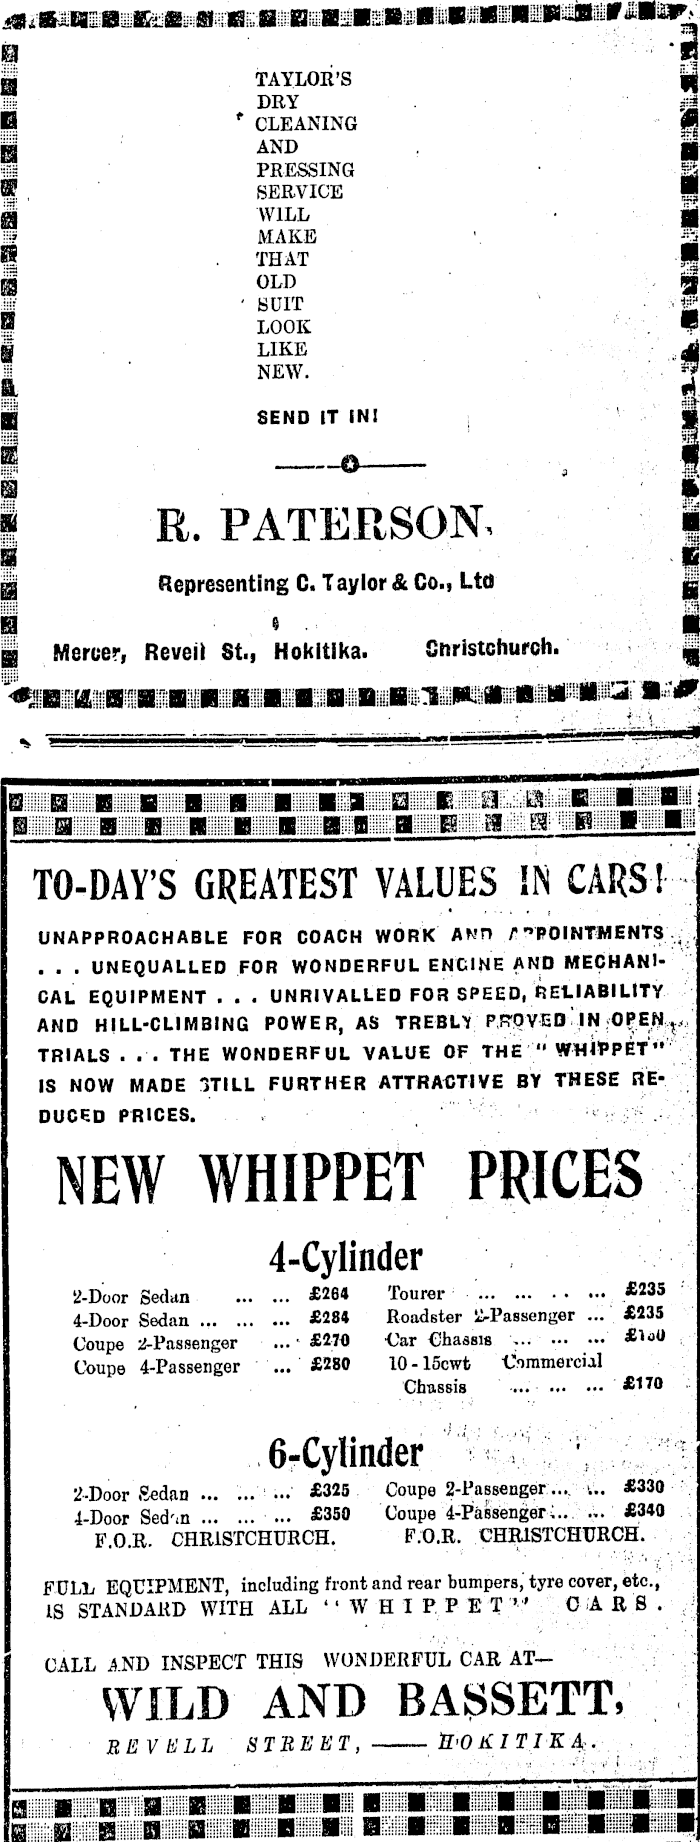 TAYLOR'S
DRY
CLEANING
AND
PRESSING
SERVICE
WILL
MAKE
THAT
OLD
SUIT
LOOK
LIKE
NEW.
SEND IT IN!
R. PATERSON,
Representing C. Taylor & Co., Ltd
Mercer, Revell St., Hokitika. Christchurch.
TO-DAY'S GREATEST VALUES IN CARS!
UNAPPROACHABLE FOR COACH WORK AND APPOINTMENTS
. . . UNEQUALLED FOR WONDERFUL ENGINE AND MECHANI-
CAL EQUIPMENT . . . UNRIVALLED FOR SPEED, RELIABILITY
AND HILL-CLIMBING POWER, AS TREBLY PROVED IN OPEN
TRIALS . . . THE WONDERFUL VALUE OF THE "WHIPPET"
IS NOW MADE STILL FURTHER ATTRACTIVE BY THESE RE-
DUCED PRICES.
NEW WHIPPET PRICES
4-Cylinder
2-Door Sedan ... ... £264
4-Door Sedan ... ... ... £284
Coupe 2-Passenger ... £270
Coupe 4-Passenger ... £280
Tourer ... ... .. ... £235
Roadster 2-Passenger ... £235
Car Chassis ... ... ...
10-15cwt Commercial
Chassis ... ... ... £170
6-Cylinder
2-Door Sedan ... ... ... £325
4-Door Sedan ... ... ... £350
F.O.R. CHRISTCHURCH.
Coupe 2-Passenger ... ... £330
Coupe 4-Passenger ... ... £340
F.O.R. CHRISTCHURCH.
FULL EQUIPMENT, including front and rear bumpers, tyre cover, etc.,
IS STANDARD WITH ALL "WHIPPET" CARS.
CALL AND INSPECT THIS WONDERFUL CAR AT—
WILD AND BASSETT,
REVELL STREET, —— HOKITIKA.